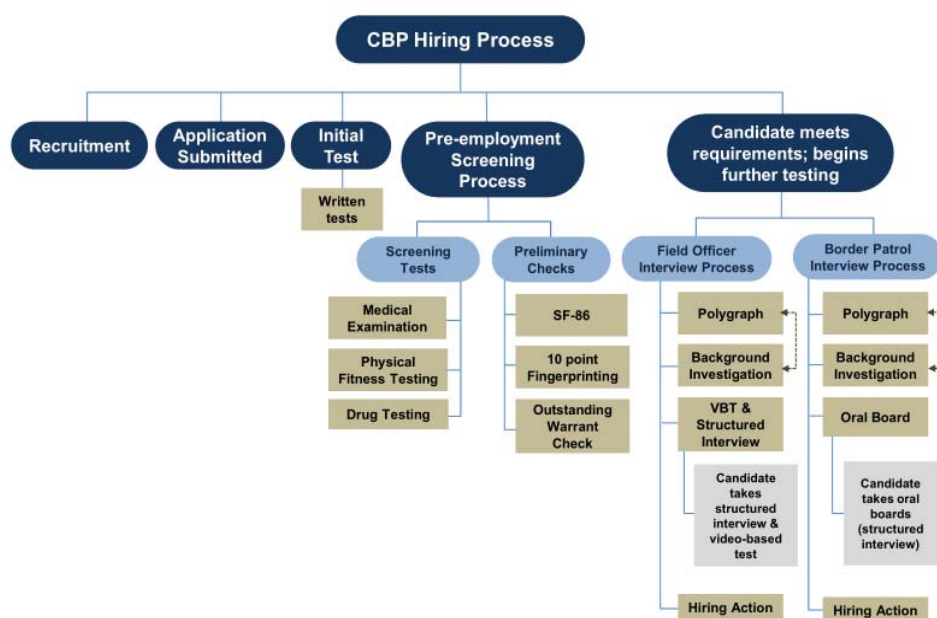 CBP Hiring Process
Recruitment
Application
Submitted
Initial
Test
Pre-employment
Screening
Process
Candidate meets
requirements; begins
further testing
Written
tests
Screening
Tests
Preliminary
Checks
Field Officer
Interview Process
Border Patrol
Interview Process
Medical
Examination
Physical
Fitness Testing
Drug Testing
SF-86
10 point
Fingerprinting
Outstanding
Warrant
Check
Polygraph
Background
Investigation
VBT &
Structured
Interview
Candidate
takes
structured
interview &
video-based
test
Hiring Action
Polygraph
Background
Investigation
Oral Board
Candidate
takes oral
boards
(structured
interview)
Hiring Action